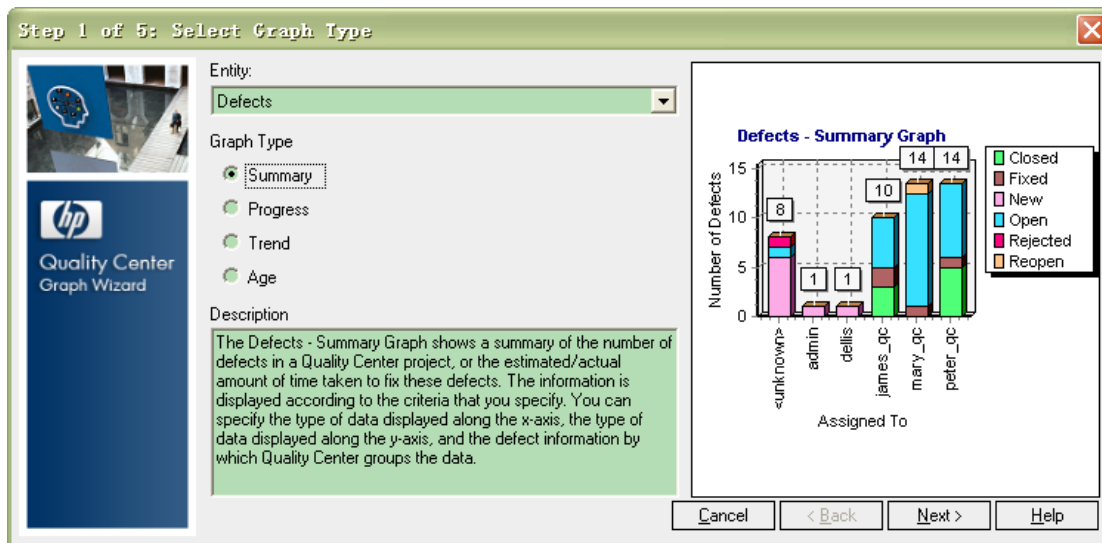 Step 1 of 5: Select Graph Type
hp
Quality Center
Graph Wizard
Entity:
Defects
Graph Type
Summary
Progress
Trend
Age
Description
The Defects - Summary Graph shows a summary of the number of
defects in a Quality Center project, or the estimated/actual
amount of time taken to fix these defects. The information is
displayed according to the criteria that you specify. You can
specify the type of data displayed along the x-axis, the type of
data displayed along the y-axis, and the defect information by
which Quality Center groups the data.
Defects - Summary Graph
Number of Defects
15
10
5
0
8
1
1
10
14
14
<unknown>
admin
dellis
james_qc
mary_qc
peter_qc
Assigned To
Closed
Fixed
New
Open
Rejected
Reopen
Cancel
< Back
Next >
Help